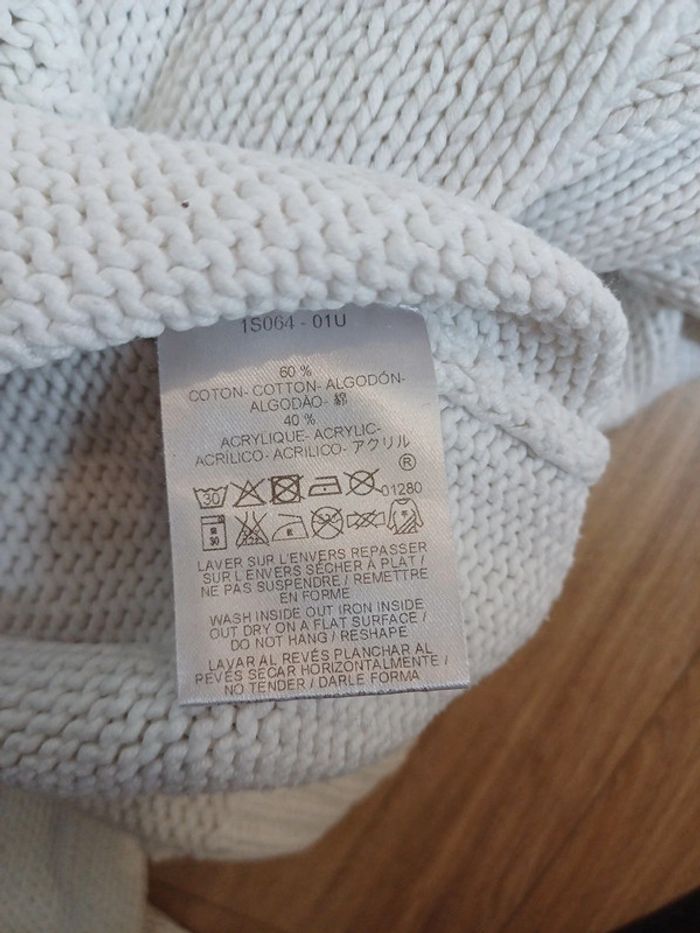 1S064 - 01U
60 %
COTON- COTTON- ALGODÓN-
ALGODÃO- 綿
40 %
ACRYLIQUE- ACRYLIC-
ACRÍLICO- ACRILICO- アクリル
®
30
01280
30
LAVER SUR L'ENVERS REPASSER
SUR L'ENVERS SÉCHER À PLAT /
NE PAS SUSPENDRE / REMETTRE
EN FORME
WASH INSIDE OUT IRON INSIDE
OUT DRY ON A FLAT SURFACE /
DO NOT HANG / RESHAPE
LAVAR AL REVÉS PLANCHAR AL
REVÉS SECAR HORIZONTALMENTE /
NO TENDER / DARLE FORMA